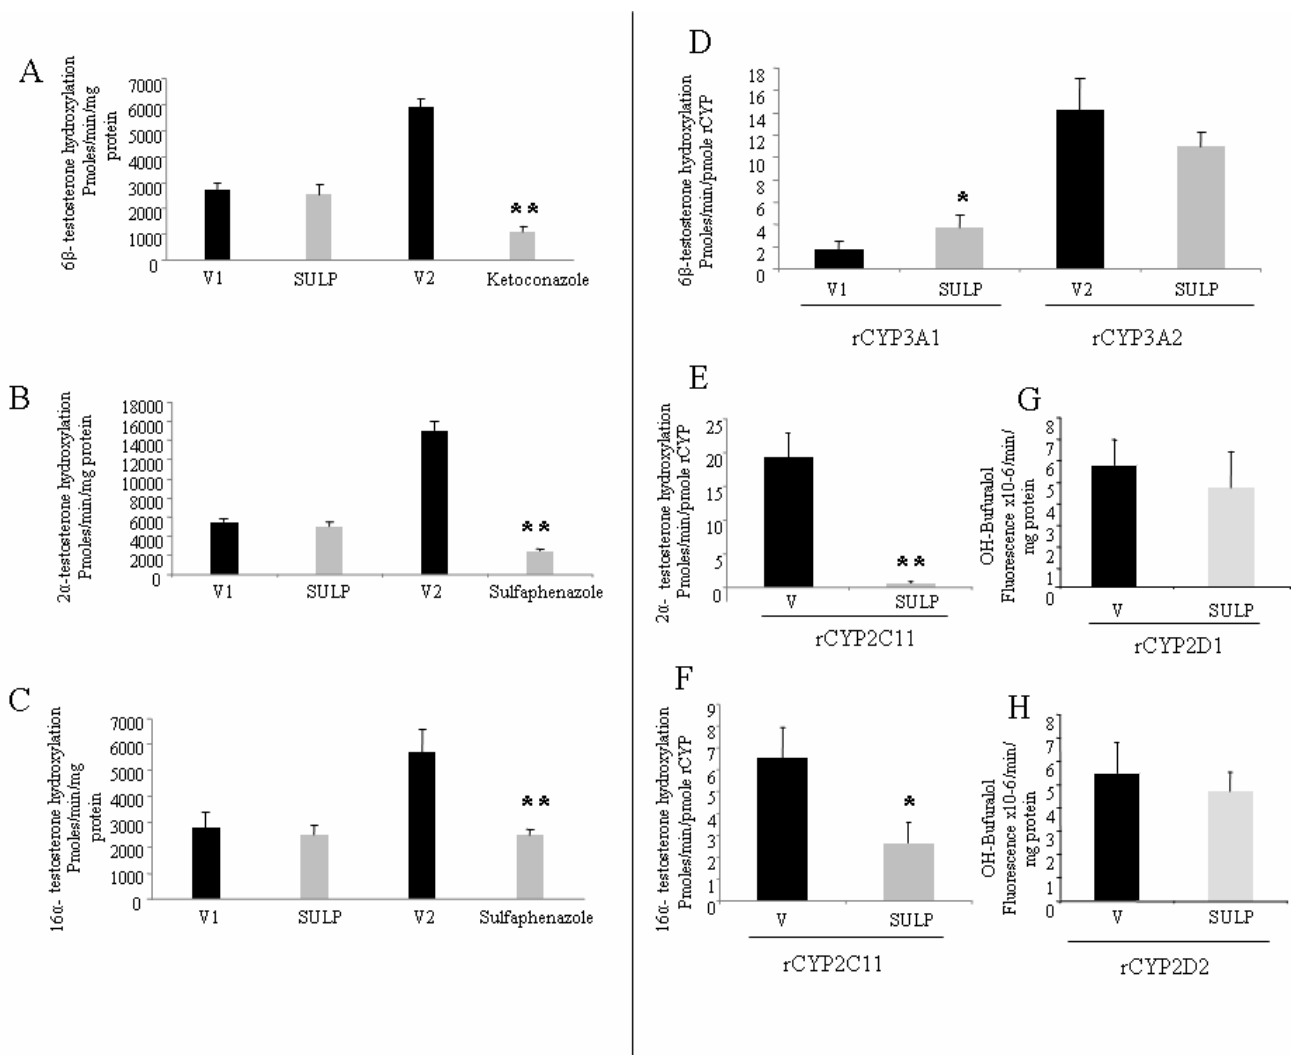 A
6β- testosterone hydroxylation
Pmoles/min/mg
protein
7000
6000
5000
4000
3000
2000
1000
0
**
V1
SULP
V2
Ketoconazole
B
2α-testosterone hydroxylation
Pmoles/min/mg protein
18000
16000
14000
12000
10000
8000
6000
4000
2000
0
**
V1
SULP
V2
Sulfaphenazole
C
16α- testosterone hydroxylation
Pmoles/min/mg
protein
7000
6000
5000
4000
3000
2000
1000
0
**
V1
SULP
V2
Sulfaphenazole
D
6β-testosterone hydroxylation
Pmoles/min/pmole rCYP
18
16
14
12
10
8
6
4
2
0
*
V1
SULP
V2
SULP
rCYP3A1
rCYP3A2
E
2α- testosterone hydroxylation
Pmoles/min/pmole rCYP
25
20
15
10
5
0
**
V
SULP
rCYP2C11
G
OH-Bufuralol
Fluorescence x10-6/min/
mg protein
8
7
6
5
4
3
2
1
0
V
SULP
rCYP2D1
F
16α- testosterone hydroxylation
Pmoles/min/pmole rCYP
9
8
7
6
5
4
3
2
1
0
*
V
SULP
rCYP2C11
H
OH-Bufuralol
Fluorescence x10-6/min/
mg protein
8
7
6
5
4
3
2
1
0
V
SULP
rCYP2D2